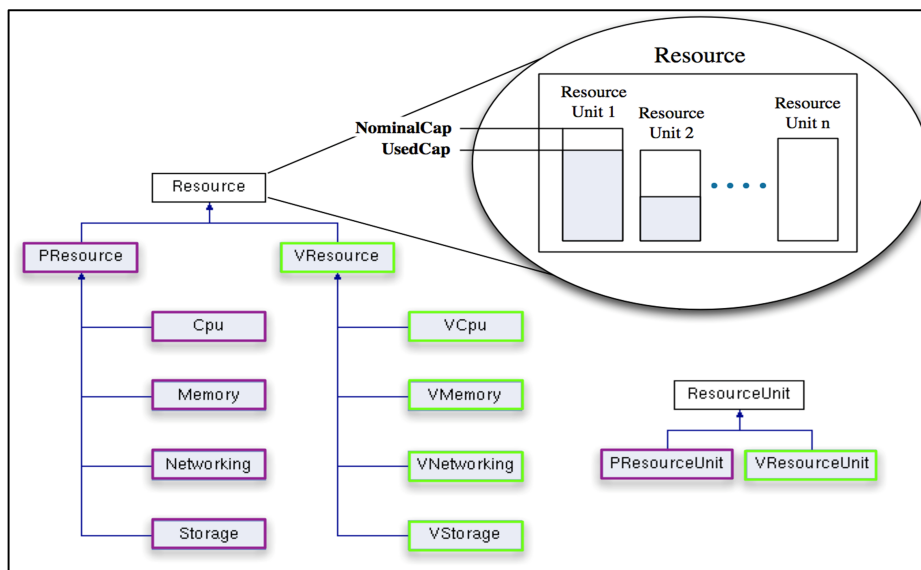 Resource
Resource
Unit 1
Resource
Unit 2
Resource
Unit n
NominalCap
UsedCap
Resource
PResource
VResource
Cpu
VCpu
Memory
VMemory
ResourceUnit
Networking
VNetworking
PResourceUnit
VResourceUnit
Storage
VStorage